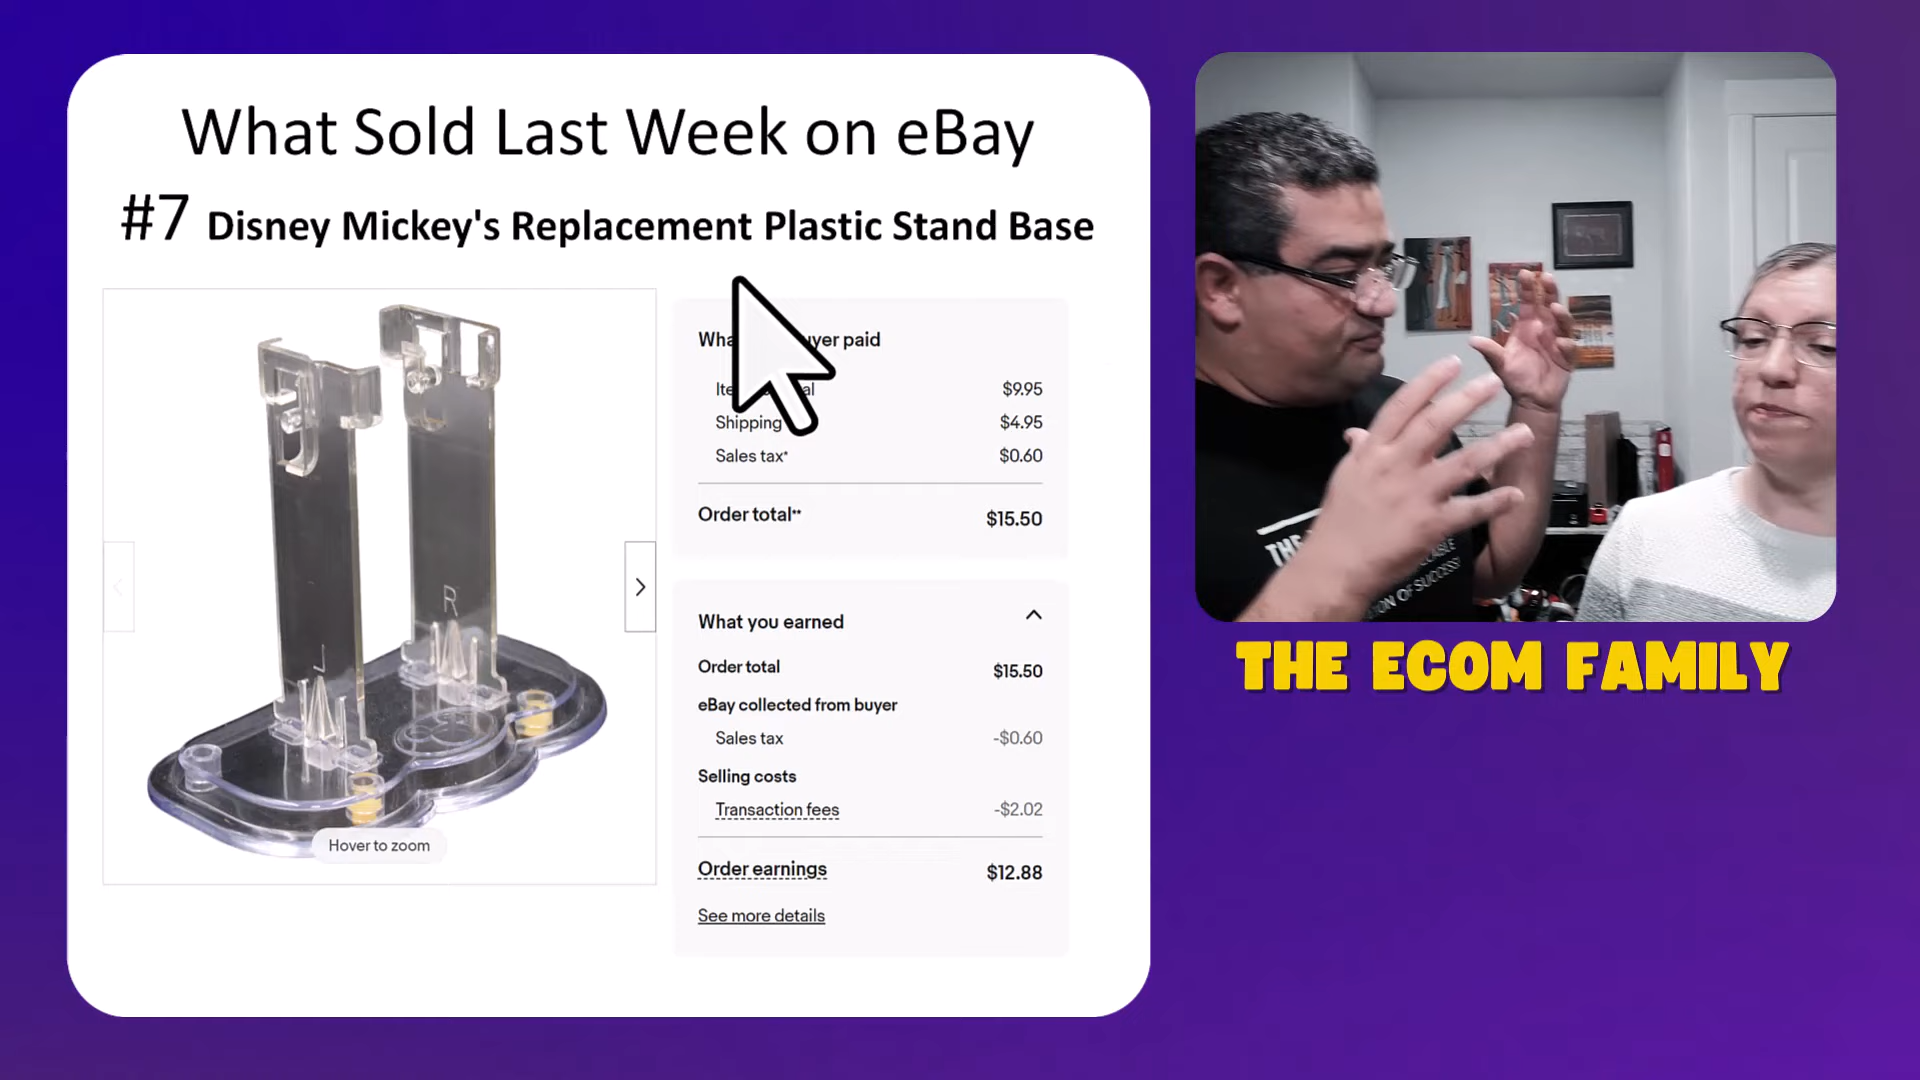 What Sold Last Week on eBay
#7 Disney Mickey's Replacement Plastic Stand Base
paid
$9.95
Shipping $4.95
Sales tax* $0.60
Order total** $15.50
What you earned
Order total $15.50
eBay collected from buyer
Sales tax -$0.60
Selling costs
Transaction fees -$2.02
Order earnings $12.88
See more details
L
R
Hover to zoom
THE
OF SUCCESS!
THE ECOM FAMILY